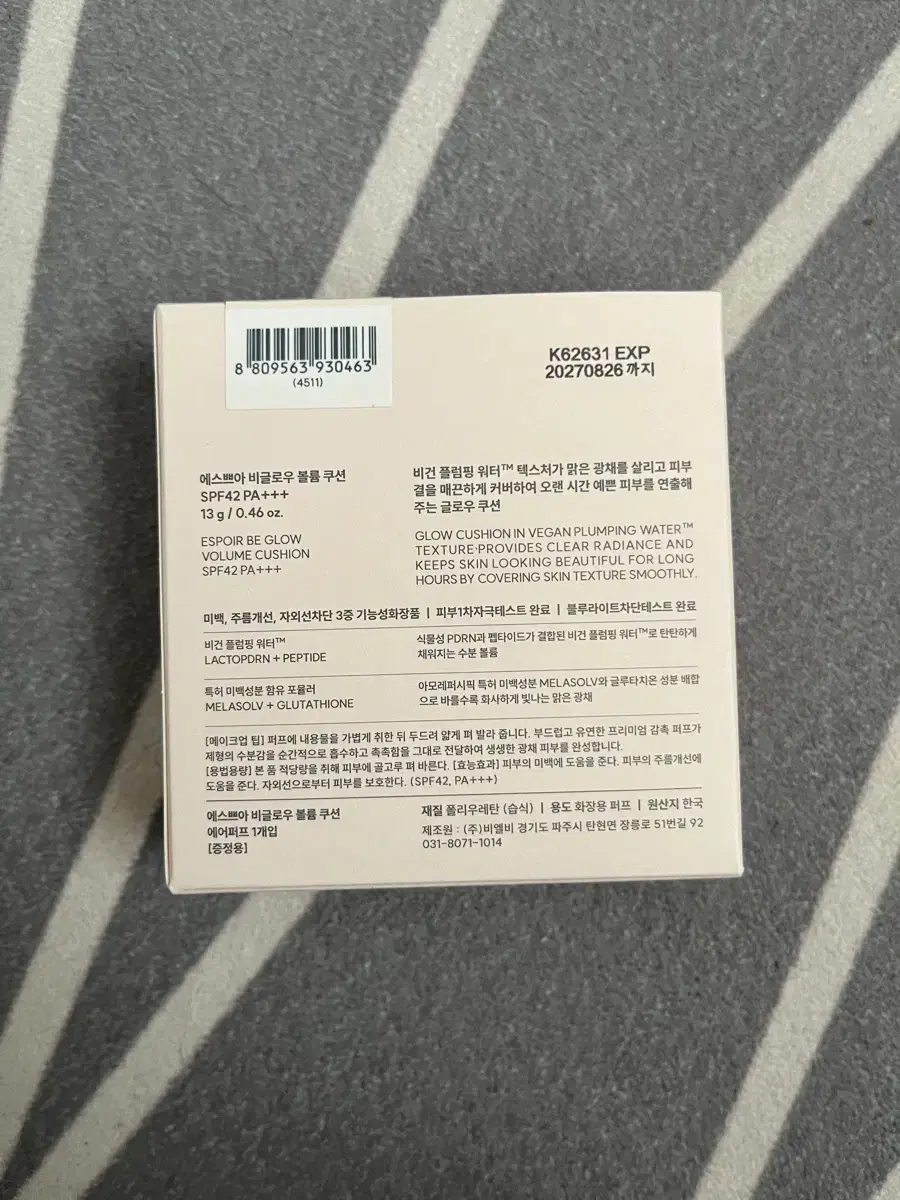 8 809563 930463
(4511)
K62631 EXP
20270826 까지
에스쁘아 비글로우 볼륨 쿠션
SPF42 PA+++
13 g / 0.46 oz.
ESPOIR BE GLOW
VOLUME CUSHION
SPF42 PA+++
비건 플럼핑 워터™ 텍스처가 맑은 광채를 살리고 피부
결을 매끈하게 커버하여 오랜 시간 예쁜 피부를 연출해
주는 글로우 쿠션
GLOW CUSHION IN VEGAN PLUMPING WATER™
TEXTURE·PROVIDES CLEAR RADIANCE AND
KEEPS SKIN LOOKING BEAUTIFUL FOR LONG
HOURS BY COVERING SKIN TEXTURE SMOOTHLY.
미백, 주름개선, 자외선차단 3중 기능성화장품 | 피부1차자극테스트 완료 | 블루라이트차단테스트 완료
비건 플럼핑 워터™
LACTOPDRN + PEPTIDE
식물성 PDRN과 펩타이드가 결합된 비건 플럼핑 워터™로 탄탄하게
채워지는 수분 볼륨
특허 미백성분 함유 포뮬러
MELASOLV + GLUTATHIONE
아모레퍼시픽 특허 미백성분 MELASOLV와 글루타치온 성분 배합
으로 바를수록 화사하게 빛나는 맑은 광채
[메이크업 팁] 퍼프에 내용물을 가볍게 취한 뒤 두드려 얇게 펴 발라 줍니다. 부드럽고 유연한 프리미엄 감촉 퍼프가
제형의 수분감을 순간적으로 흡수하고 촉촉함을 그대로 전달하여 생생한 광채 피부를 완성합니다.
[용법용량] 본 품 적당량을 취해 피부에 골고루 펴 바른다. [효능효과] 피부의 미백에 도움을 준다. 피부의 주름개선에
도움을 준다. 자외선으로부터 피부를 보호한다. (SPF42, PA+++)
에스쁘아 비글로우 볼륨 쿠션
에어퍼프 1개입
[증정용]
재질 폴리우레탄 (습식) | 용도 화장용 퍼프 | 원산지 한국
제조원 : (주)비엘비 경기도 파주시 탄현면 장릉로 51번길 92
031-8071-1014